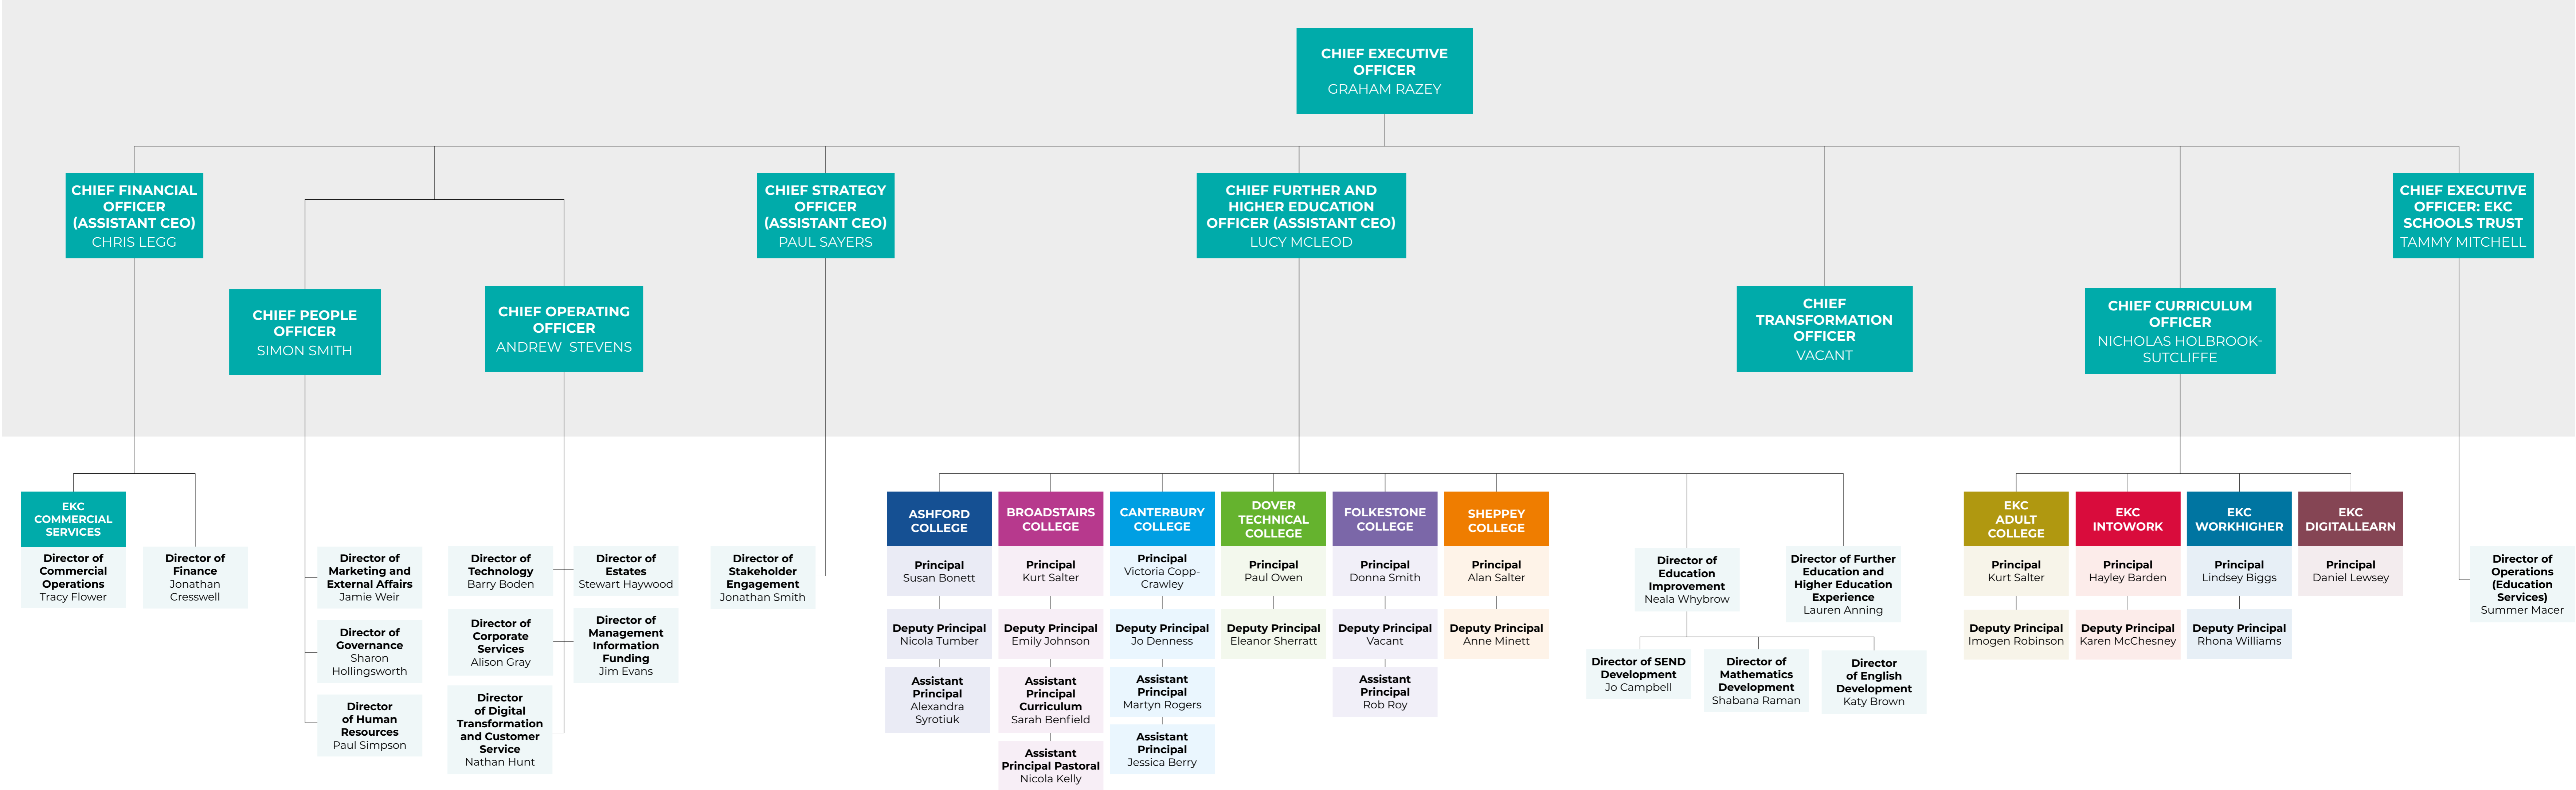 CHIEF EXECUTIVE
OFFICER
GRAHAM RAZEY
CHIEF FINANCIAL
OFFICER
(ASSISTANT CEO)
CHRIS LEGG
CHIEF PEOPLE
OFFICER
SIMON SMITH
CHIEF OPERATING
OFFICER
ANDREW STEVENS
CHIEF STRATEGY
OFFICER
(ASSISTANT CEO)
PAUL SAYERS
CHIEF FURTHER AND
HIGHER EDUCATION
OFFICER (ASSISTANT CEO)
LUCY MCLEOD
CHIEF
TRANSFORMATION
OFFICER
VACANT
CHIEF CURRICULUM
OFFICER
NICHOLAS HOLBROOK-
SUTCLIFFE
CHIEF EXECUTIVE
OFFICER: EKC
SCHOOLS TRUST
TAMMY MITCHELL
EKC
COMMERCIAL
SERVICES
Director of
Commercial
Operations
Tracy Flower
Director of
Finance
Jonathan
Cresswell
Director of
Marketing and
External Affairs
Jamie Weir
Director of
Governance
Sharon
Hollingsworth
Director
of Human
Resources
Paul Simpson
Director of
Technology
Barry Boden
Director of
Corporate
Services
Alison Gray
Director
of Digital
Transformation
and Customer
Service
Nathan Hunt
Director of
Estates
Stewart Haywood
Director of
Management
Information
Funding
Jim Evans
Director of
Stakeholder
Engagement
Jonathan Smith
ASHFORD
COLLEGE
Principal
Susan Bonett
Deputy Principal
Nicola Tumber
Assistant
Principal
Alexandra
Syrotiuk
BROADSTAIRS
COLLEGE
Principal
Kurt Salter
Deputy Principal
Emily Johnson
Assistant
Principal
Curriculum
Sarah Benfield
Assistant
Principal Pastoral
Nicola Kelly
CANTERBURY
COLLEGE
Principal
Victoria Copp-
Crawley
Deputy Principal
Jo Denness
Assistant
Principal
Martyn Rogers
Assistant
Principal
Jessica Berry
DOVER
TECHNICAL
COLLEGE
Principal
Paul Owen
Deputy Principal
Eleanor Sherratt
FOLKESTONE
COLLEGE
Principal
Donna Smith
Deputy Principal
Vacant
Assistant
Principal
Rob Roy
SHEPPEY
COLLEGE
Principal
Alan Salter
Deputy Principal
Anne Minett
Director of
Education
Improvement
Neala Whybrow
Director of SEND
Development
Jo Campbell
Director of
Mathematics
Development
Shabana Raman
Director
of English
Development
Katy Brown
Director of Further
Education and
Higher Education
Experience
Lauren Anning
EKC
ADULT
COLLEGE
Principal
Kurt Salter
Deputy Principal
Imogen Robinson
EKC
INTOWORK
Principal
Hayley Barden
Deputy Principal
Karen McChesney
EKC
WORKHIGHER
Principal
Lindsey Biggs
Deputy Principal
Rhona Williams
EKC
DIGITALLEARN
Principal
Daniel Lewsey
Director of
Operations
(Education
Services)
Summer Macer